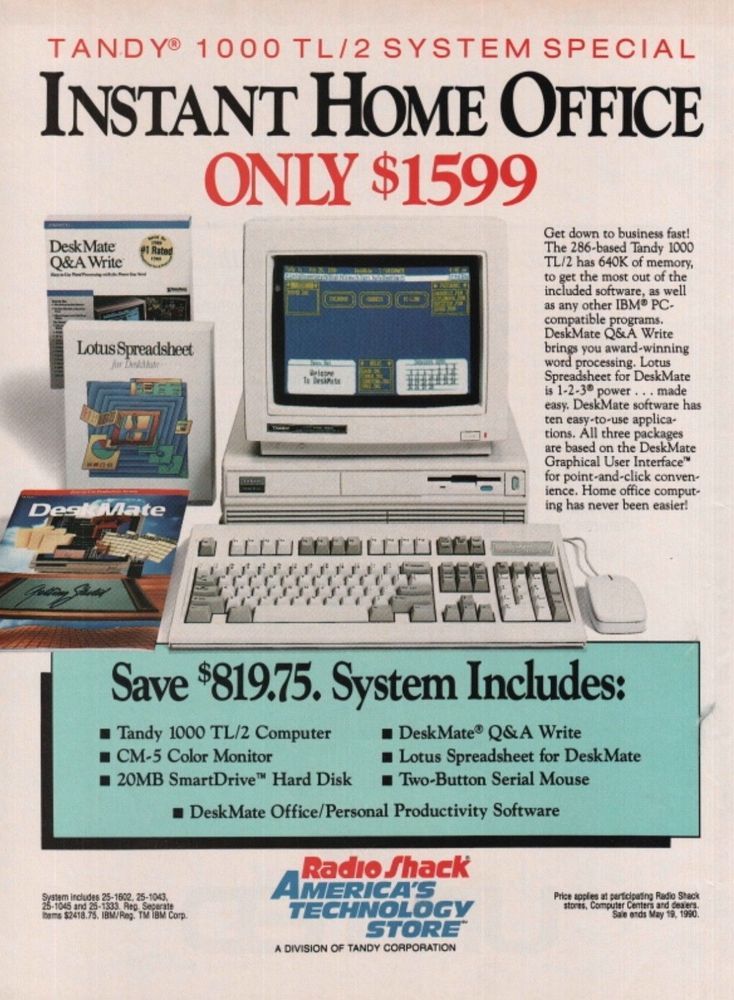 TANDY® 1000 TL/2 SYSTEM SPECIAL
INSTANT HOME OFFICE
ONLY $1599
DeskMate
Q&A Write
#1 Rated
Lotus Spreadsheet
for DeskMate
DeskMate
Getting Started
Welcome
To DeskMate
Get down to business fast!
The 286-based Tandy 1000
TL/2 has 640K of memory,
to get the most out of the
included software, as well
as any other IBM® PC-
compatible programs.
DeskMate Q&A Write
brings you award-winning
word processing. Lotus
Spreadsheet for DeskMate
is 1-2-3® power . . . made
easy. DeskMate software has
ten easy-to-use applica-
tions. All three packages
are based on the DeskMate
Graphical User Interface™
for point-and-click conven-
ience. Home office comput-
ing has never been easier!
Save $819.75. System Includes:
■ Tandy 1000 TL/2 Computer
■ CM-5 Color Monitor
■ 20MB SmartDrive™ Hard Disk
■ DeskMate® Q&A Write
■ Lotus Spreadsheet for DeskMate
■ Two-Button Serial Mouse
■ DeskMate Office/Personal Productivity Software
System includes 25-1602, 25-1043,
25-1045 and 25-1333. Reg. Separate
Items $2418.75. IBM/Reg. TM IBM Corp.
Radio Shack®
AMERICA'S
TECHNOLOGY
STORE™
A DIVISION OF TANDY CORPORATION
Price applies at participating Radio Shack
stores, Computer Centers and dealers.
Sale ends May 19, 1990.